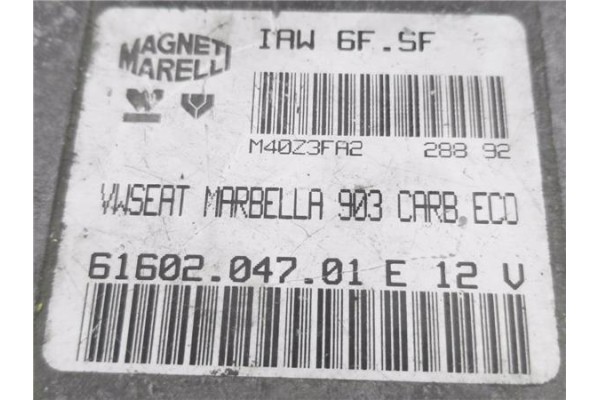 MAGNETI
MARELLI
IAW 6F.SF
M40Z3FA2 288 92
VWSEAT MARBELLA 903 CARB,ECO
61602.047.01 E 12 V